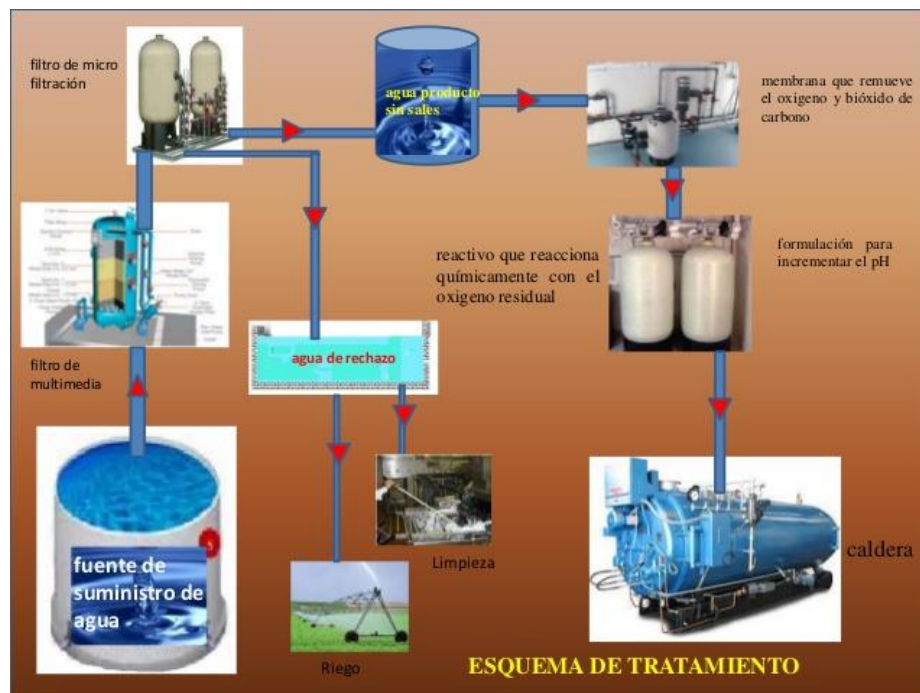 filtro de micro
filtración
agua producto
sin sales
membrana que remueve
el oxigeno y bióxido de
carbono
reactivo que reacciona
químicamente con el
oxigeno residual
formulación para
incrementar el pH
filtro de
multimedia
agua de rechazo
fuente de
suministro de
agua
Limpieza
Riego
caldera
ESQUEMA DE TRATAMIENTO